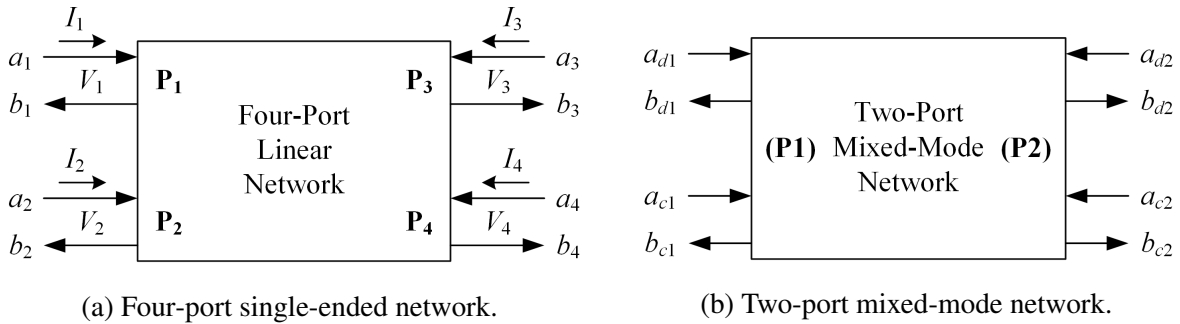 I1
I3
a1
V1
P1
P3
V3
a3
b1
b3
Four-Port
Linear
Network
I2
I4
a2
V2
P2
P4
V4
a4
b2
b4
(a) Four-port single-ended network.
ad1
ad2
bd1
bd2
Two-Port
(P1) Mixed-Mode (P2)
Network
ac1
ac2
bc1
bc2
(b) Two-port mixed-mode network.